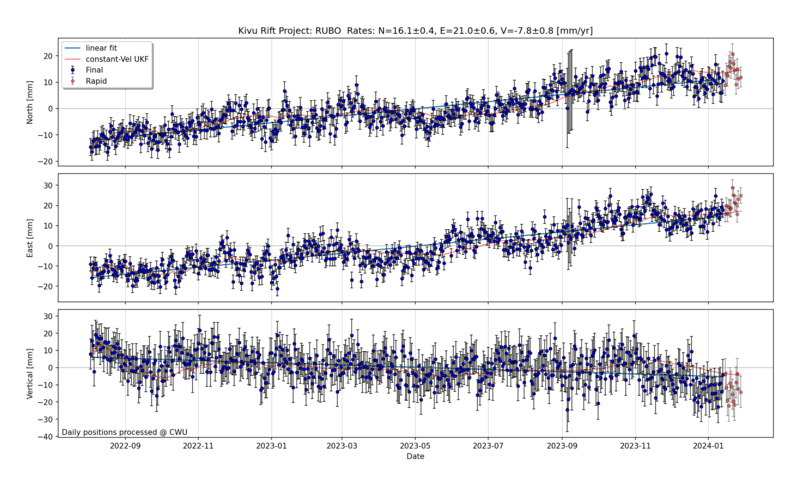 Kivu Rift Project: RUBO Rates: N=16.1±0.4, E=21.0±0.6, V=-7.8±0.8 [mm/yr]
linear fit
constant-Vel UKF
Final
Rapid
North [mm]
20
10
0
−10
−20
East [mm]
30
20
10
0
−10
−20
Vertical [mm]
30
20
10
0
−10
−20
−30
−40
Daily positions processed @ CWU
2022-09 2022-11 2023-01 2023-03 2023-05 2023-07 2023-09 2023-11 2024-01
Date